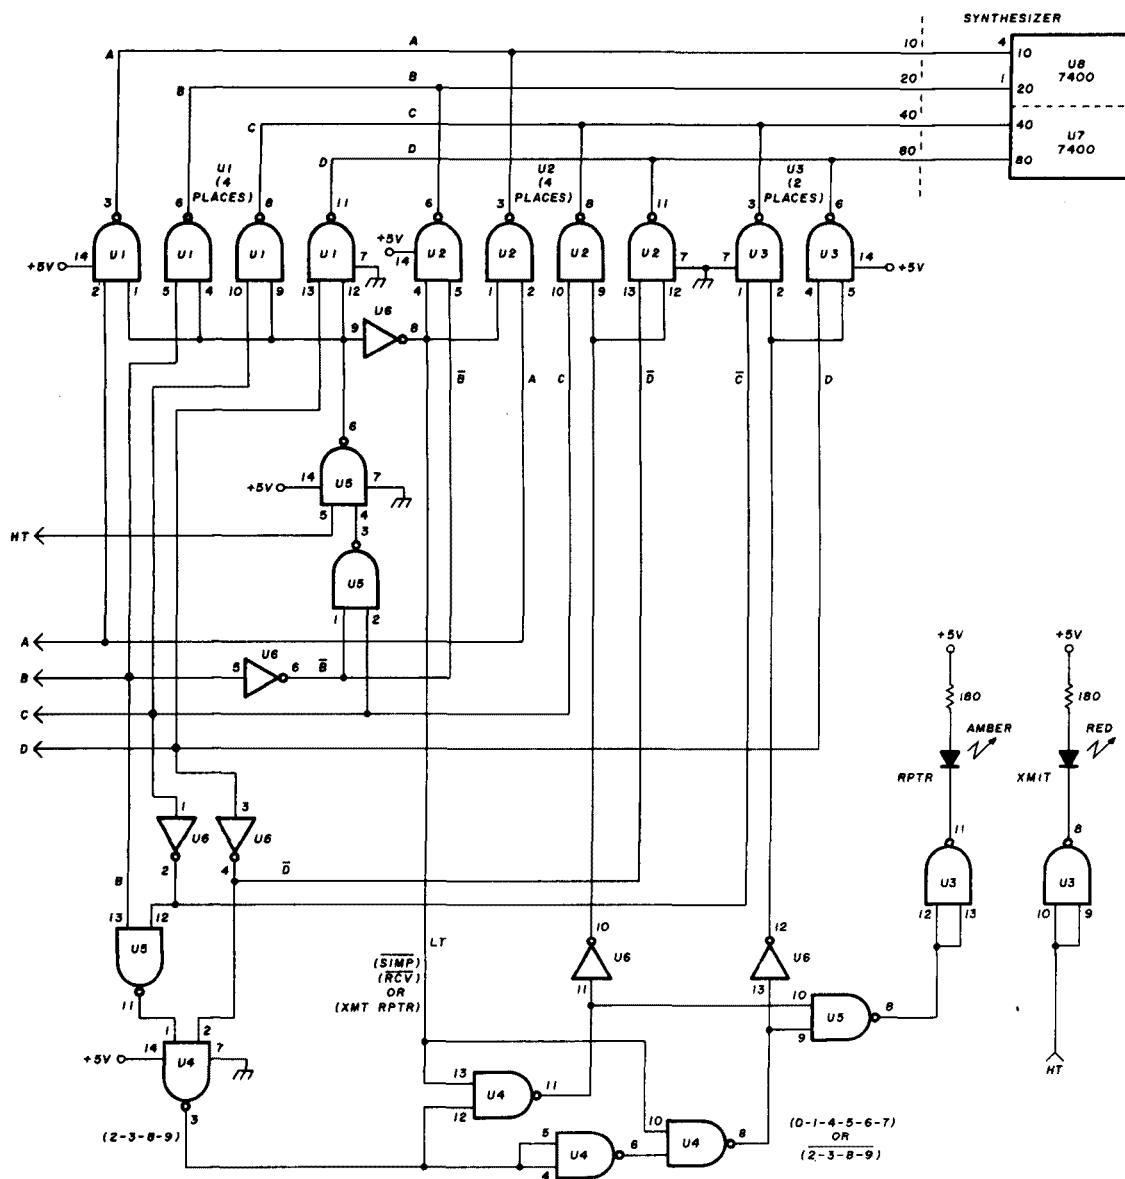 SYNTHESIZER
A A 10 4 10 U8 7400
B B 20 1 20
C C 40 40 U7 7400
D D 80 80
U1 (4 PLACES)
U2 (4 PLACES)
U3 (2 PLACES)
3 6 8 11 6 3 8 11 3 6
+5V 14 U1 U1 U1 U1 7 +5V 14 U2 U2 U2 U2 7 7 U3 U3 14 +5V
2 1 5 4 10 9 13 12 4 5 1 2 10 9 13 12 1 2 4 5
9 U6 8
B̅ A C D̅ C̅ D
6
+5V 14 U5 7
5 4
HT
3
U5
1 2
A
B 5 U6 6 B̅
C
D
+5V +5V
180 180
AMBER RED
RPTR XMIT
1 U6 3 U6
2 4 D̅
11 8
U3 U3
12 13 10 9
B
13 12
U5
11
LT
(S̅I̅M̅P̅)
(R̅C̅V̅)
OR
(XMT RPTR)
10 U6 11
12 U6 13
10 U5 8
9
HT
1 2
+5V 14 U4 7
3
13 U4 11
12
(2-3-8-9)
5 U4 6
4
10 U4 8
(0-1-4-5-6-7)
OR
(2̅-̅3̅-̅8̅-̅9̅)